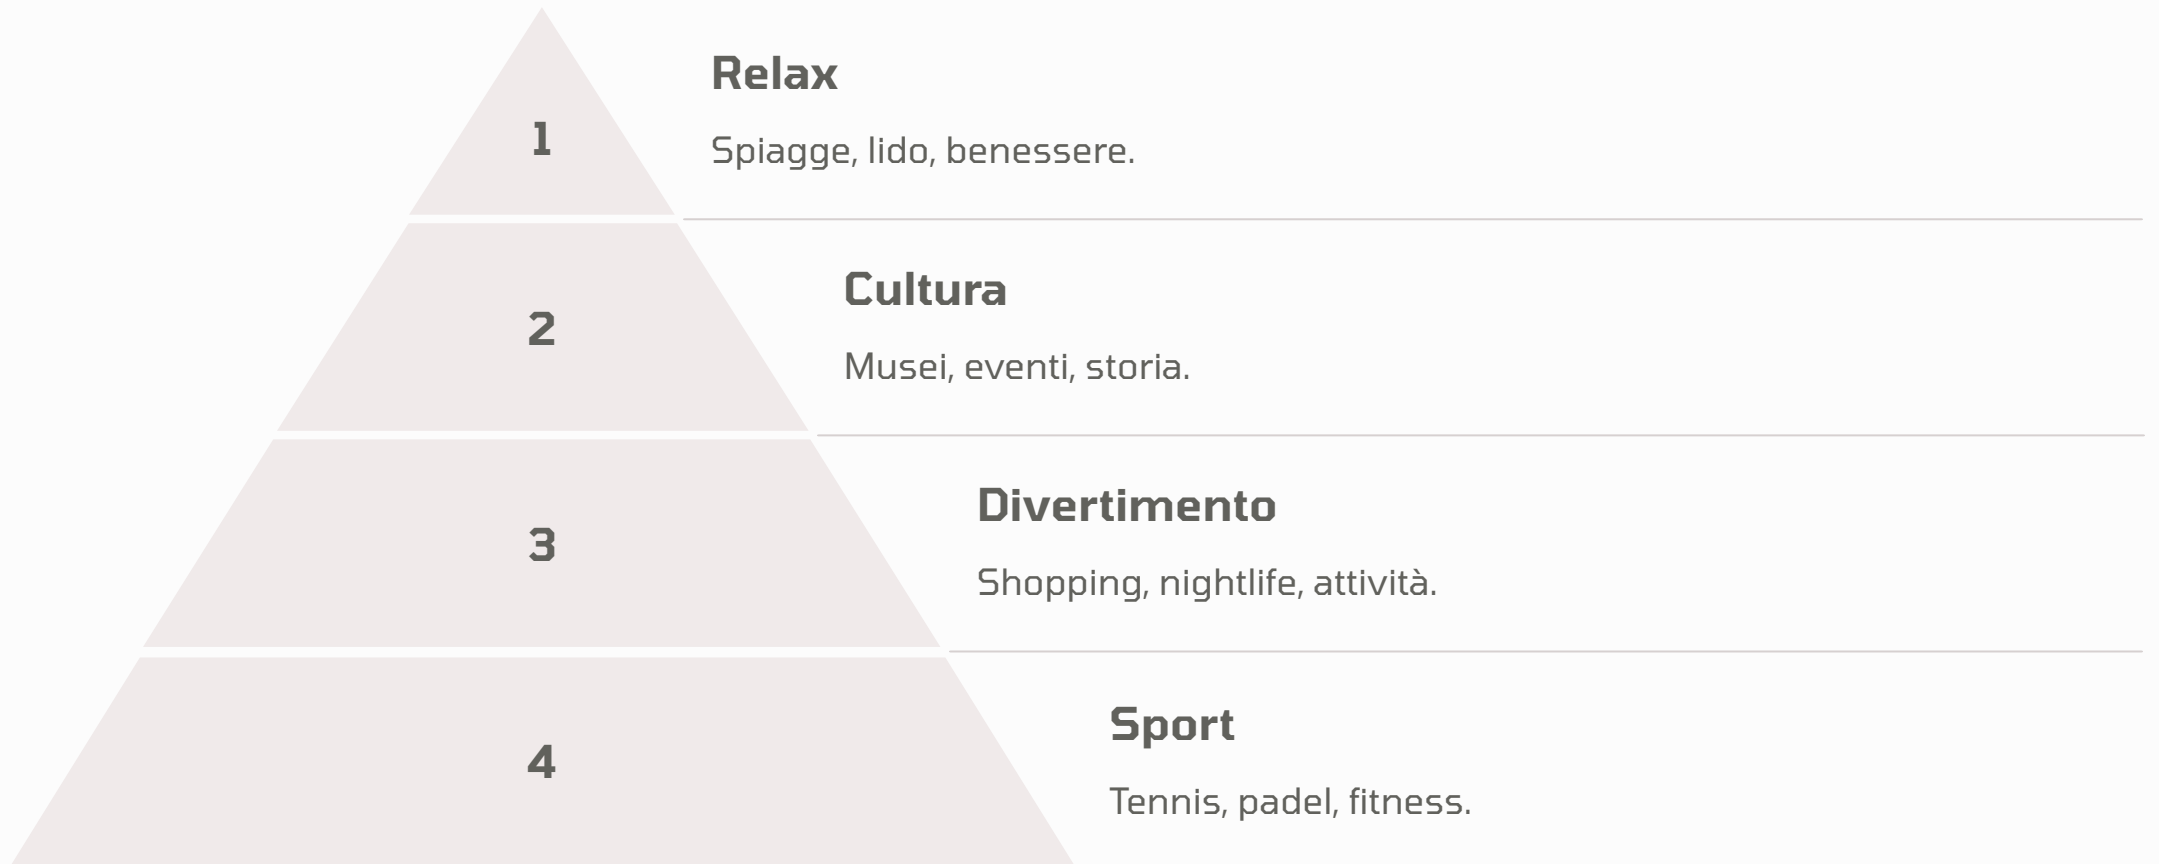 1
Relax
Spiagge, lido, benessere.
2
Cultura
Musei, eventi, storia.
3
Divertimento
Shopping, nightlife, attività.
4
Sport
Tennis, padel, fitness.